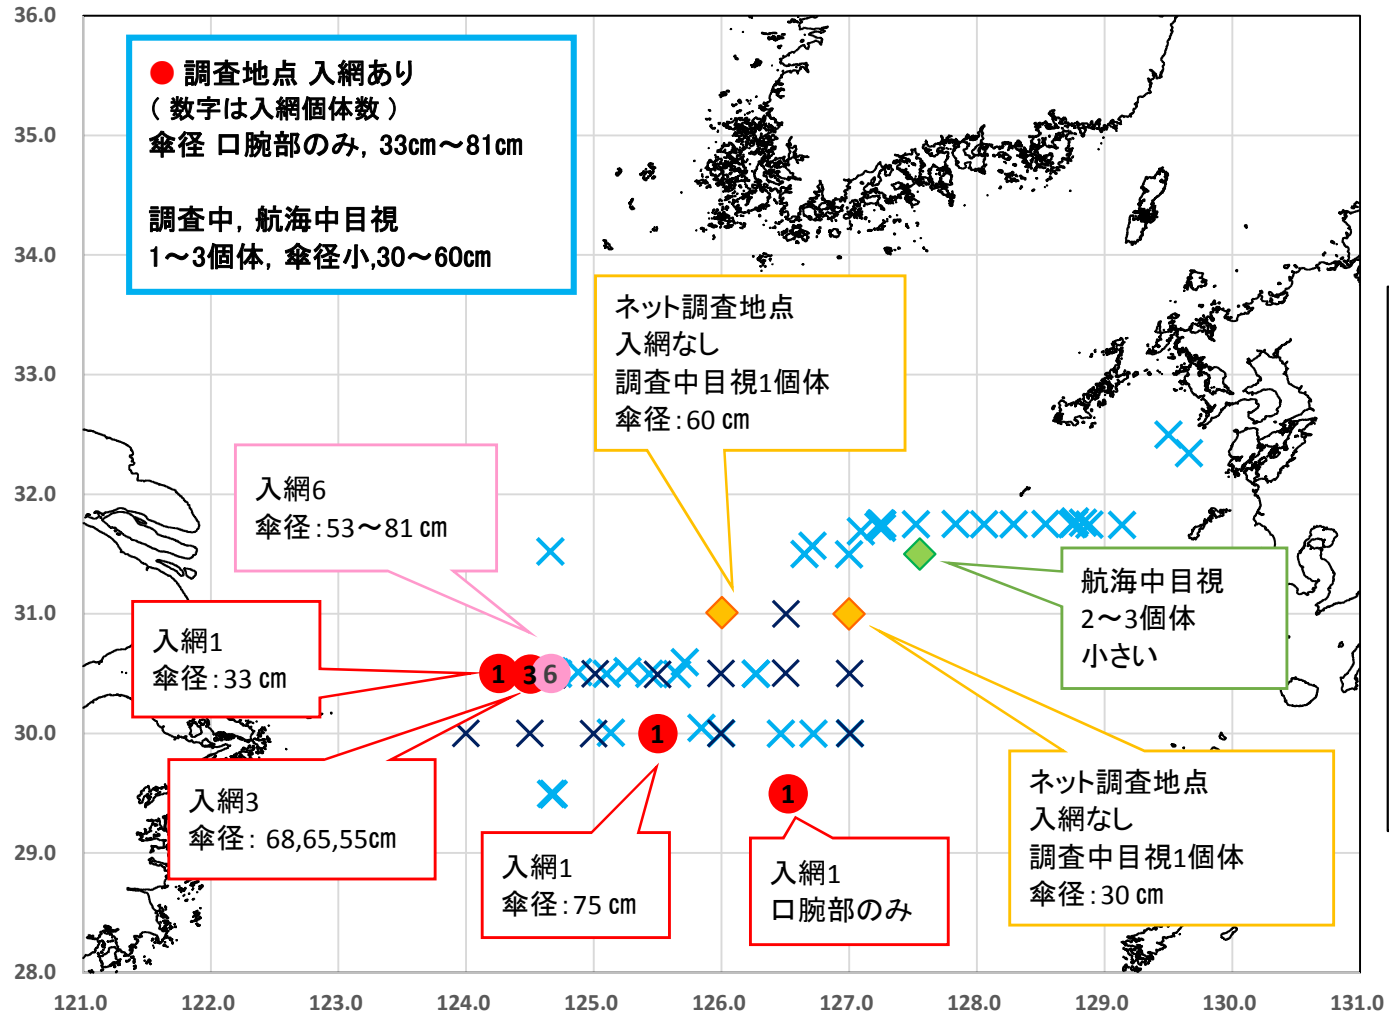 ● 調査地点 入網あり
( 数字は入網個体数 )
傘径 口腕部のみ, 33cm～81cm
調査中, 航海中目視
1～3個体, 傘径小,30～60cm
ネット調査地点
入網なし
調査中目視1個体
傘径：60 ㎝
入網6
傘径：53～81 ㎝
入網1
傘径：33 ㎝
入網3
傘径： 68,65,55㎝
入網1
傘径：75 ㎝
入網1
口腕部のみ
航海中目視
2～3個体
小さい
ネット調査地点
入網なし
調査中目視1個体
傘径：30 ㎝
1
3
6
1
1
36.0
35.0
34.0
33.0
32.0
31.0
30.0
29.0
28.0
121.0 122.0 123.0 124.0 125.0 126.0 127.0 128.0 129.0 130.0 131.0